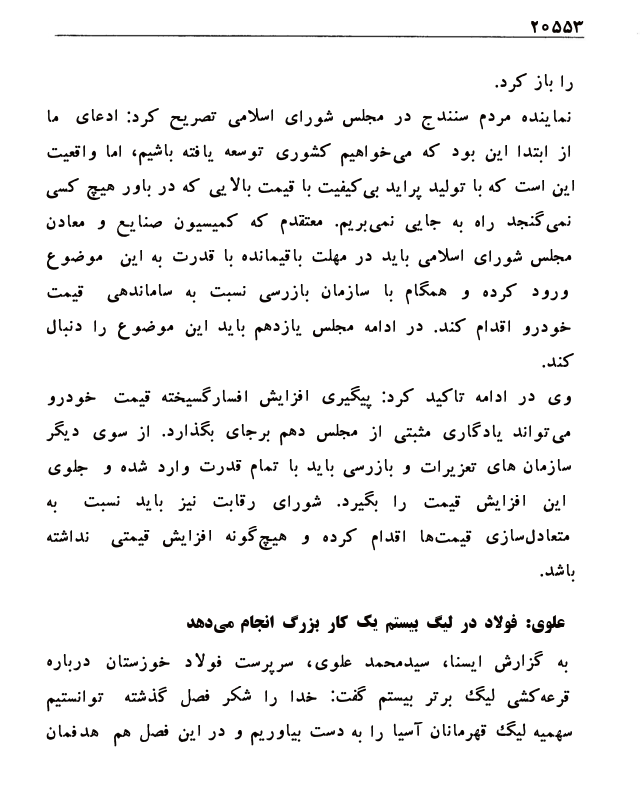 ۲۰۵۵۳
را باز کرد.
نماینده مردم سنندج در مجلس شورای اسلامی تصریح کرد: ادعای ما
از ابتدا این بود که می‌خواهیم کشوری توسعه یافته باشیم، اما واقعیت
این است که با تولید پراید بی‌کیفیت با قیمت بالایی که در باور هیچ کسی
نمی‌گنجد راه به جایی نمی‌بریم. معتقدم که کمیسیون صنایع و معادن
مجلس شورای اسلامی باید در مهلت باقیمانده با قدرت به این موضوع
ورود کرده و همگام با سازمان بازرسی نسبت به ساماندهی قیمت
خودرو اقدام کند. در ادامه مجلس یازدهم باید این موضوع را دنبال
کند.
وی در ادامه تاکید کرد: پیگیری افزایش افسارگسیخته قیمت خودرو
می‌تواند یادگاری مثبتی از مجلس دهم برجای بگذارد. از سوی دیگر
سازمان های تعزیرات و بازرسی باید با تمام قدرت وارد شده و جلوی
این افزایش قیمت را بگیرد. شورای رقابت نیز باید نسبت به
متعادل‌سازی قیمت‌ها اقدام کرده و هیچ‌گونه افزایش قیمتی نداشته
باشد.
علوی: فولاد در لیگ بیستم یک کار بزرگ انجام می‌دهد
به گزارش ایسنا، سیدمحمد علوی، سرپرست فولاد خوزستان درباره
قرعه‌کشی لیگ برتر بیستم گفت: خدا را شکر فصل گذشته توانستیم
سهمیه لیگ قهرمانان آسیا را به دست بیاوریم و در این فصل هم هدفمان